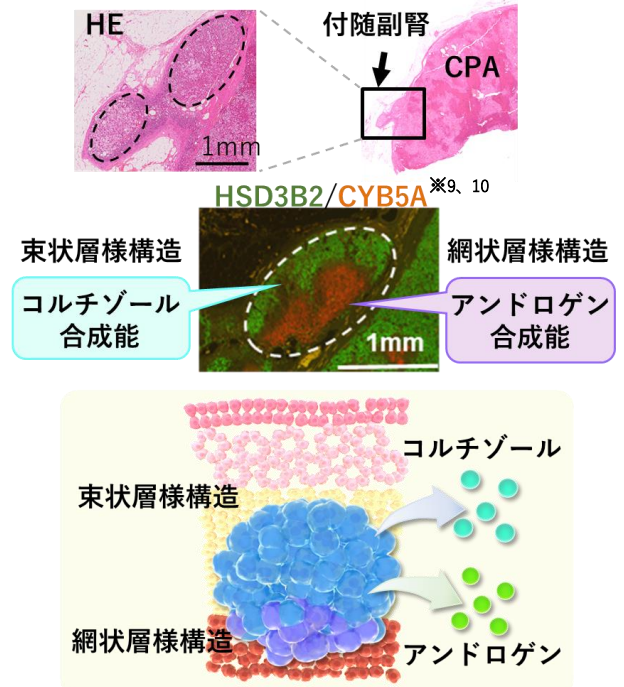 HE
付随副腎
CPA
1mm
HSD3B2/CYB5A※9、10
束状層様構造
網状層様構造
コルチゾール
合成能
アンドロゲン
合成能
1mm
コルチゾール
束状層様構造
網状層様構造
アンドロゲン